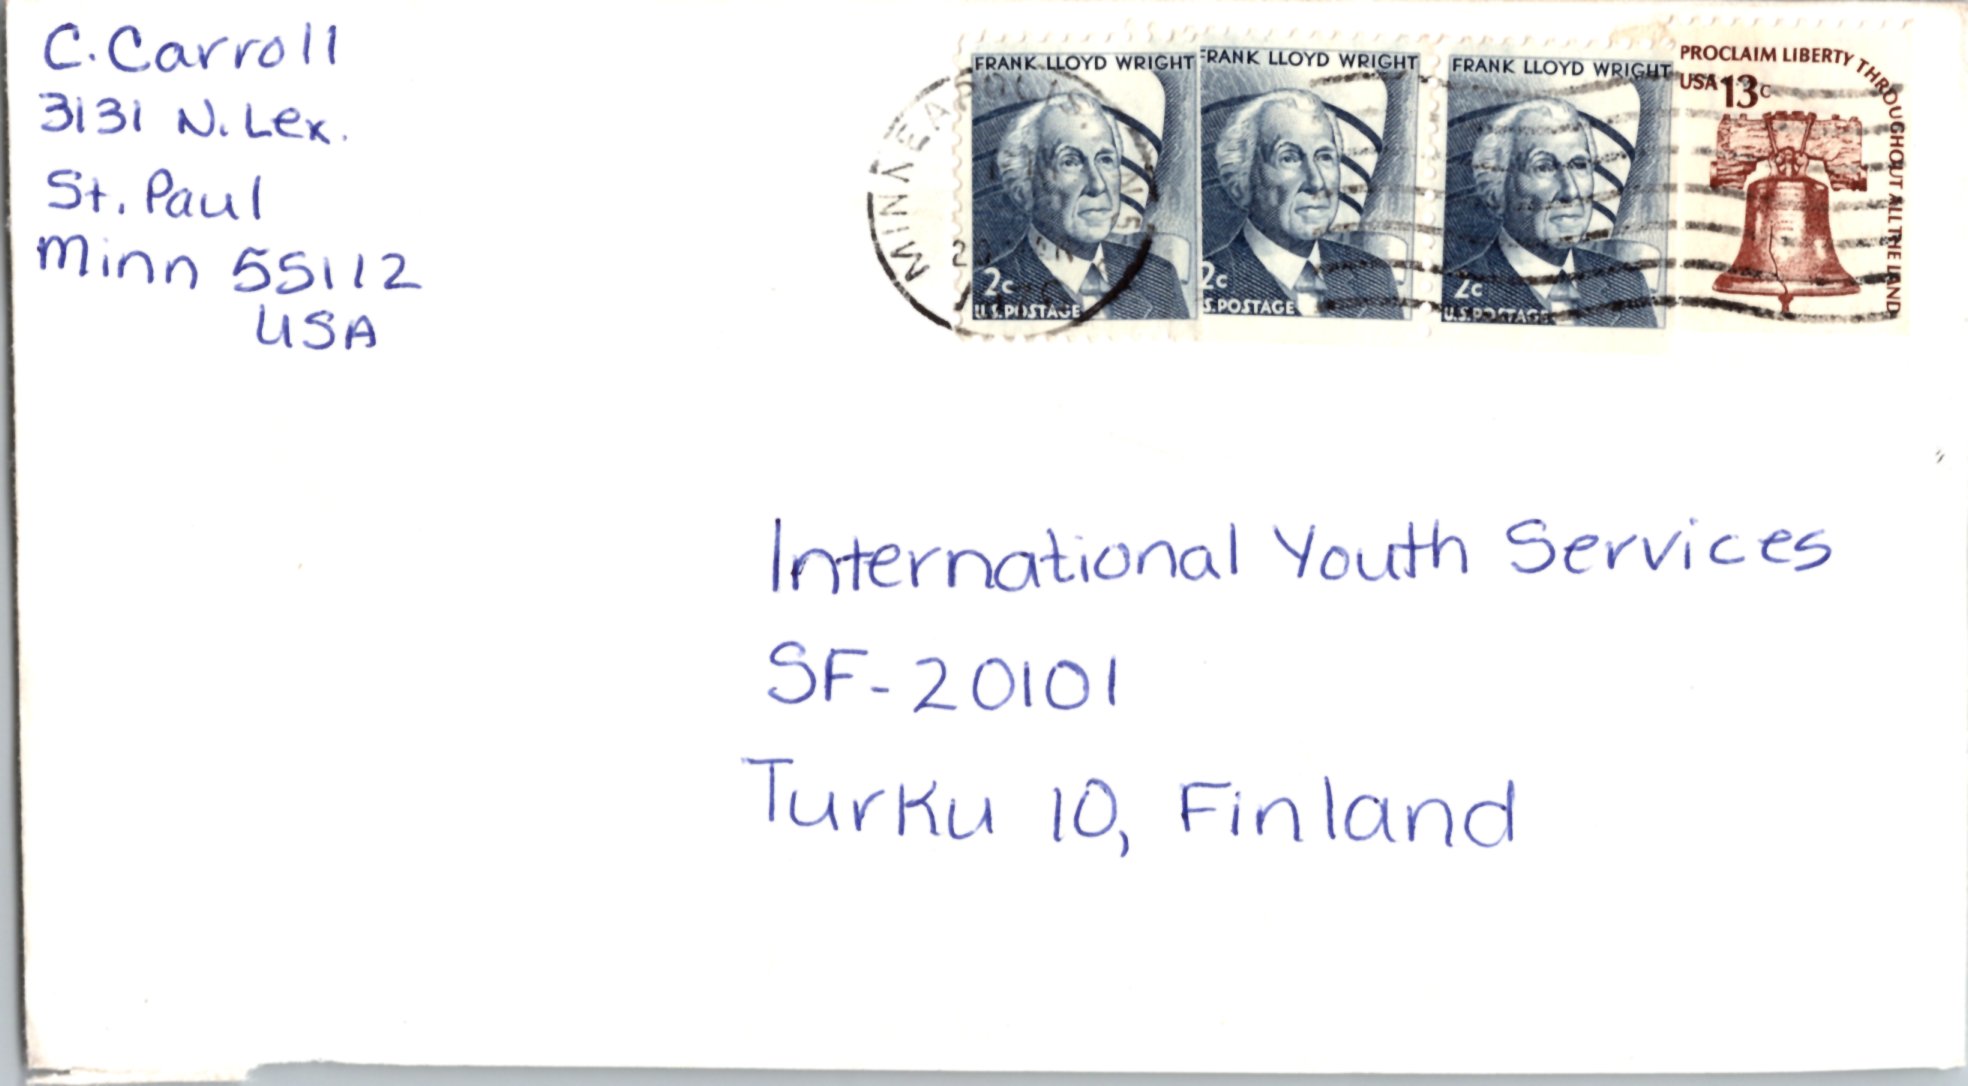 C. Carroll
3131 N. Lex.
St. Paul
Minn 55112
USA
FRANK LLOYD WRIGHT
2c
U.S. POSTAGE
FRANK LLOYD WRIGHT
2c
S. POSTAGE
FRANK LLOYD WRIGHT
2c
U.S. POSTAGE
PROCLAIM LIBERTY THROUGHOUT ALL THE LAND
USA 13c
International Youth Services
SF-20101
Turku 10, Finland